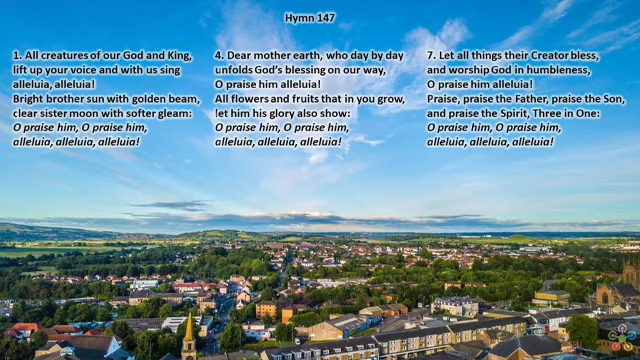 Hymn 147
1. All creatures of our God and King,
lift up your voice and with us sing
alleluia, alleluia!
Bright brother sun with golden beam,
clear sister moon with softer gleam:
O praise him, O praise him,
alleluia, alleluia, alleluia!
4. Dear mother earth, who day by day
unfolds God’s blessing on our way,
O praise him alleluia!
All flowers and fruits that in you grow,
let him his glory also show:
O praise him, O praise him,
alleluia, alleluia, alleluia!
7. Let all things their Creator bless,
and worship God in humbleness,
O praise him alleluia!
Praise, praise the Father, praise the Son,
and praise the Spirit, Three in One:
O praise him, O praise him,
alleluia, alleluia, alleluia!